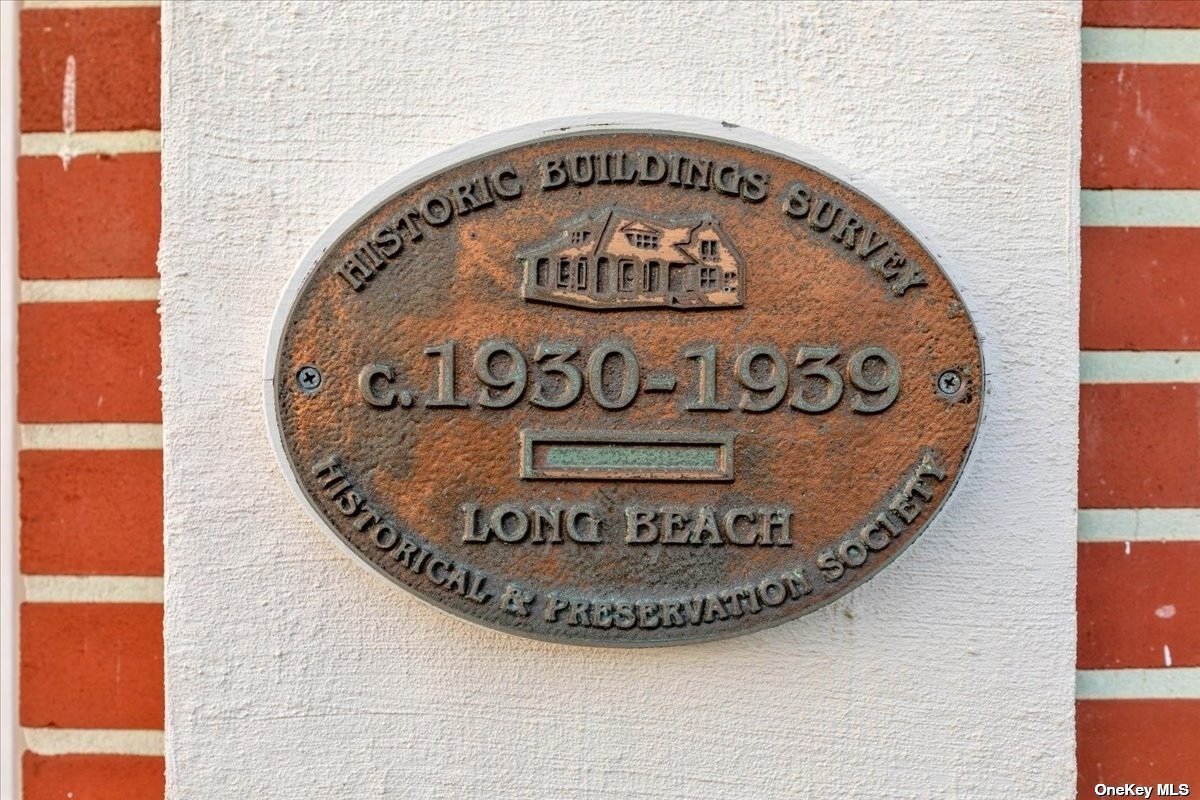 HISTORIC BUILDINGS SURVEY
c.1930-1939
LONG BEACH
HISTORICAL & PRESERVATION SOCIETY
OneKey MLS